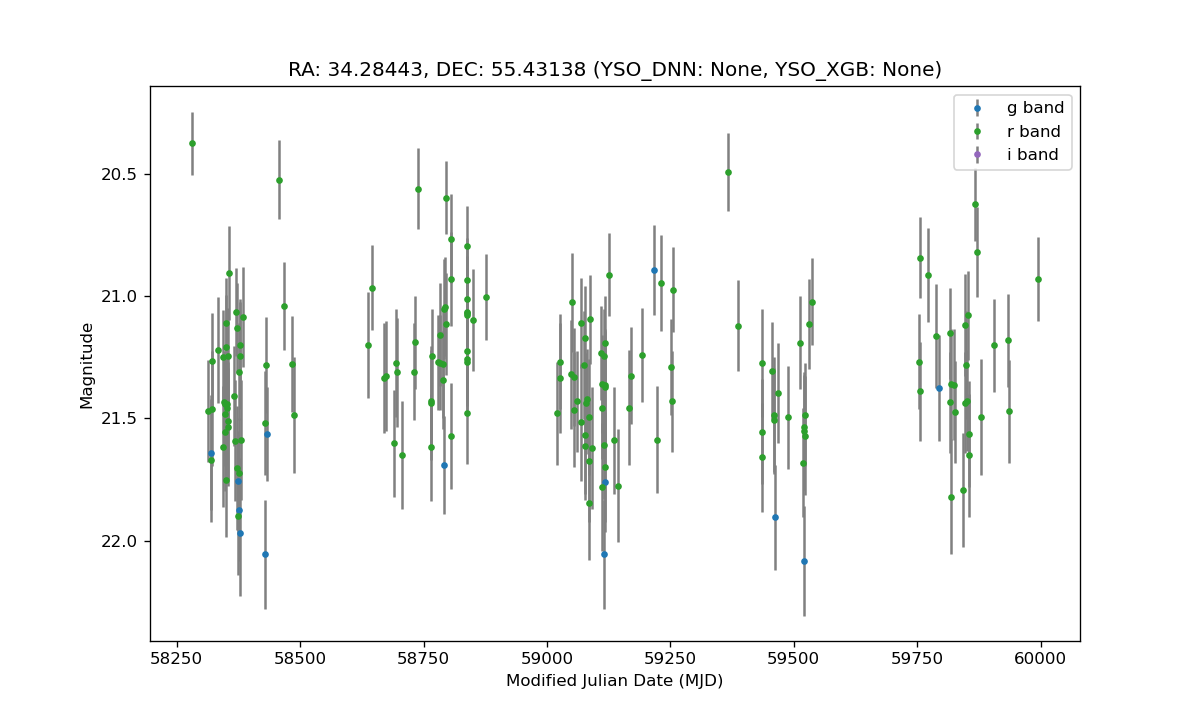 RA: 34.28443, DEC: 55.43138 (YSO_DNN: None, YSO_XGB: None)
g band
r band
i band
20.5
21.0
21.5
22.0
Magnitude
58250 58500 58750 59000 59250 59500 59750 60000
Modified Julian Date (MJD)